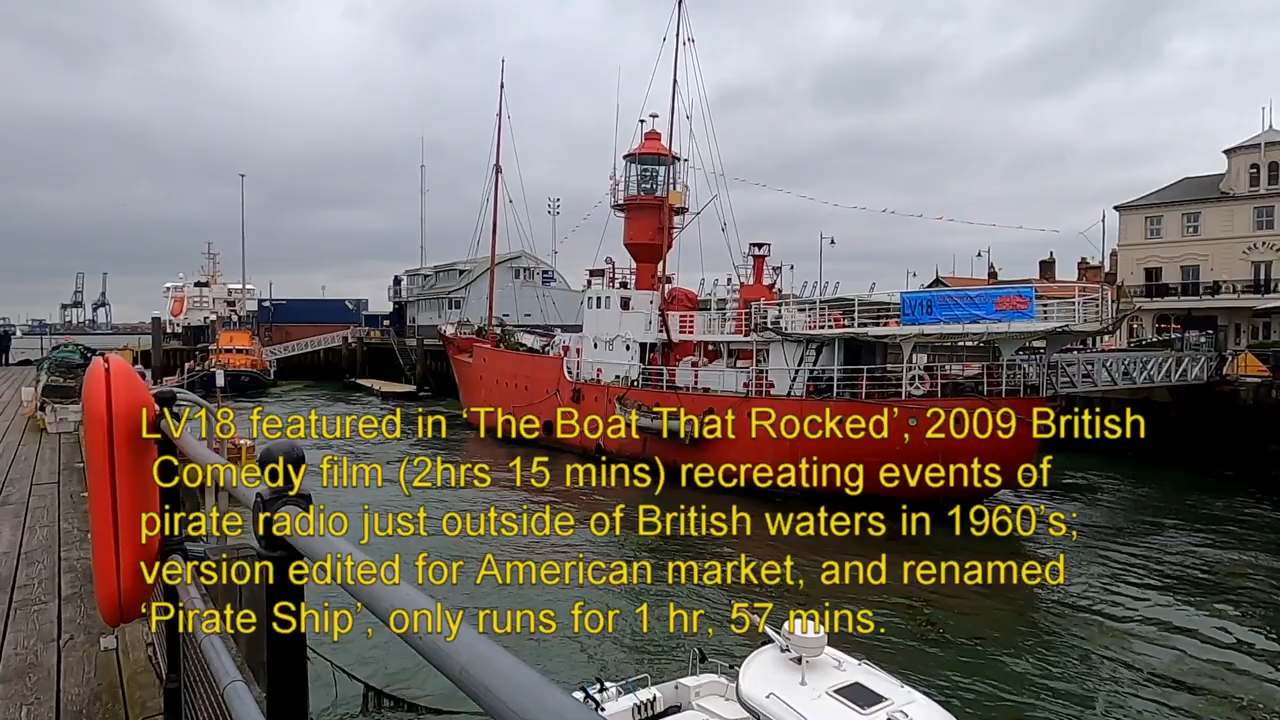 LV18
18
LV18 featured in ‘The Boat That Rocked’, 2009 British
Comedy film (2hrs 15 mins) recreating events of
pirate radio just outside of British waters in 1960’s;
version edited for American market, and renamed
‘Pirate Ship’, only runs for 1 hr, 57 mins.